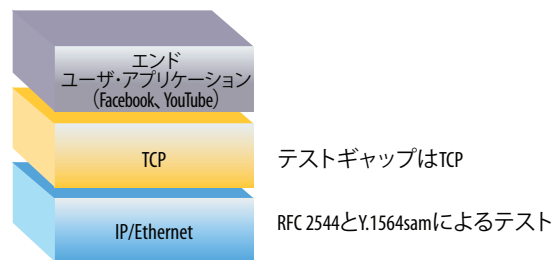 エンド
ユーザ・アプリケーション
（Facebook、YouTube）
TCP
テストギャップはTCP
IP/Ethernet
RFC 2544とY.1564samによるテスト